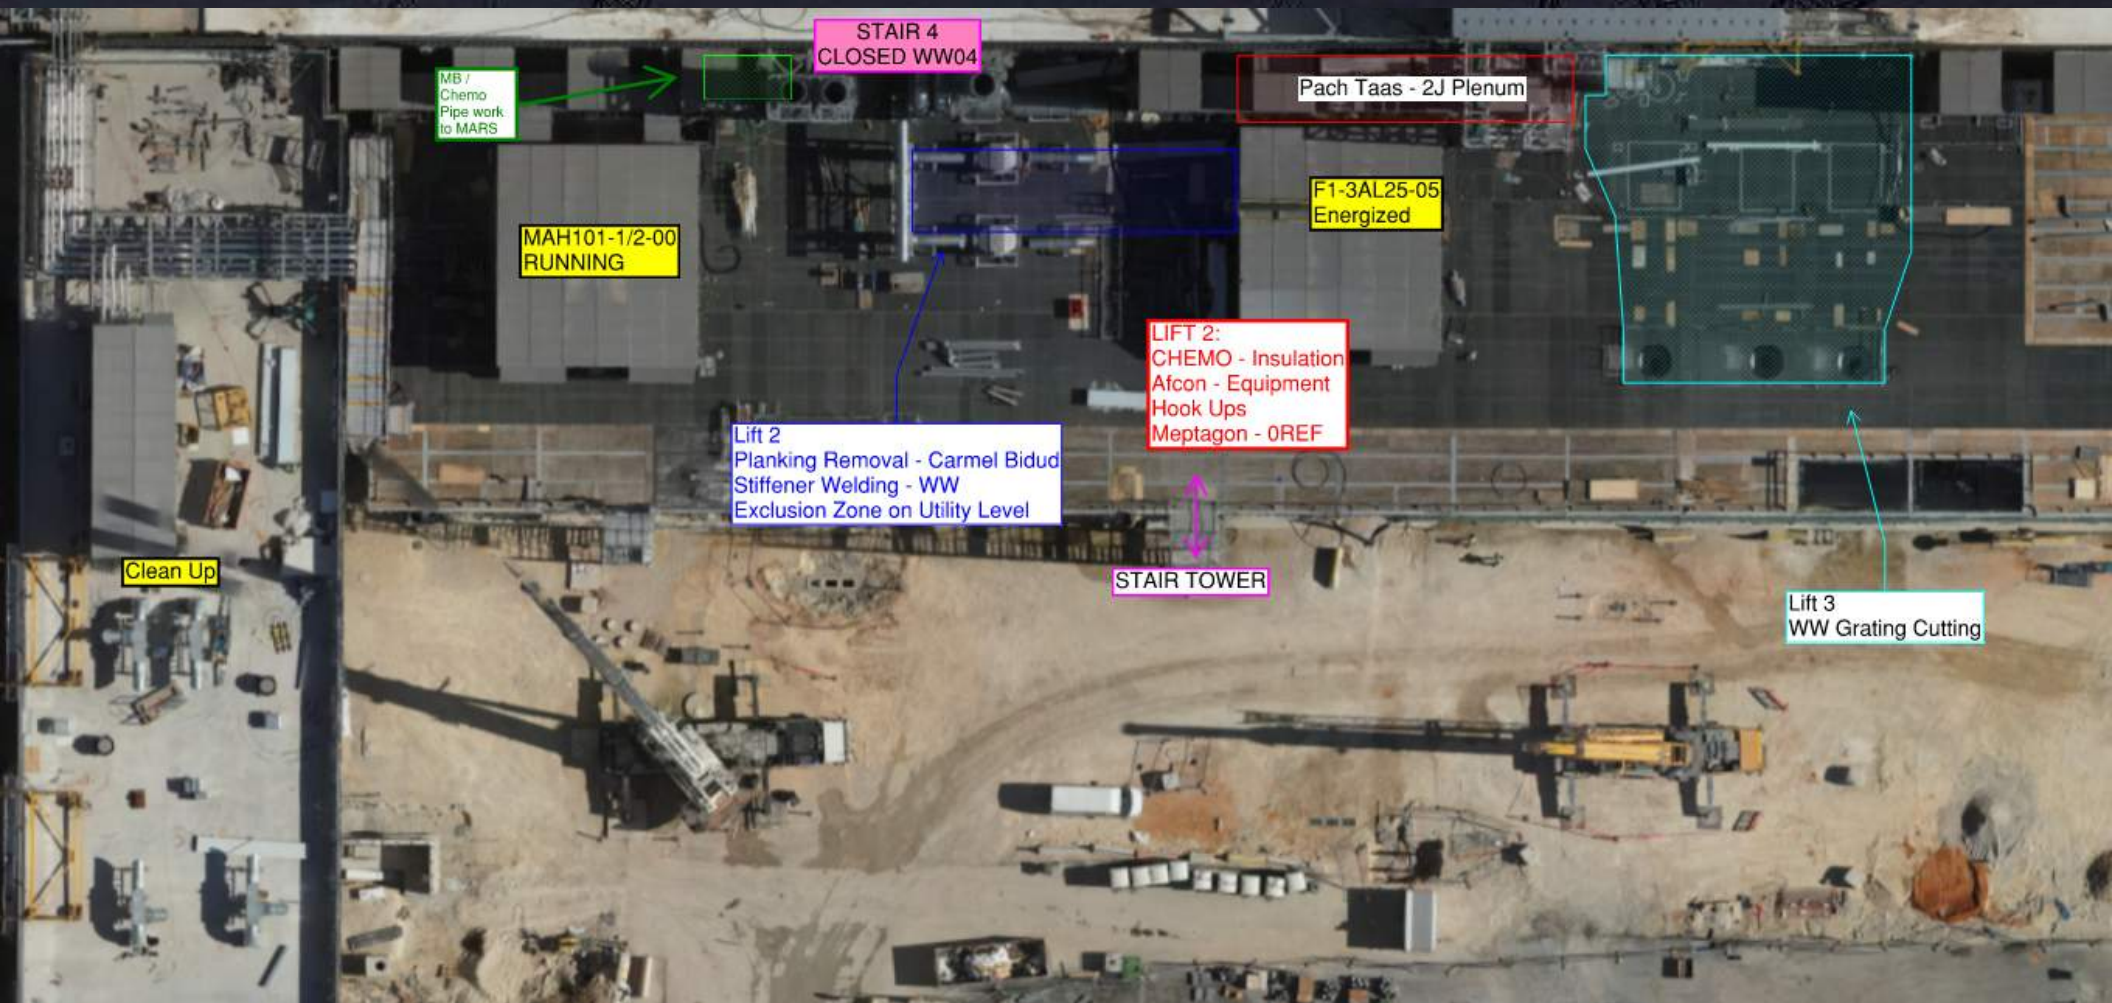 STAIR 4
CLOSED WW04
MB /
Chemo
Pipe work
to MARS
Pach Taas - 2J Plenum
F1-3AL25-05
Energized
MAH101-1/2-00
RUNNING
LIFT 2:
CHEMO - Insulation
Afcon - Equipment
Hook Ups
Meptagon - 0REF
Lift 2
Planking Removal - Carmel Bidud
Stiffener Welding - WW
Exclusion Zone on Utility Level
Clean Up
STAIR TOWER
Lift 3
WW Grating Cutting